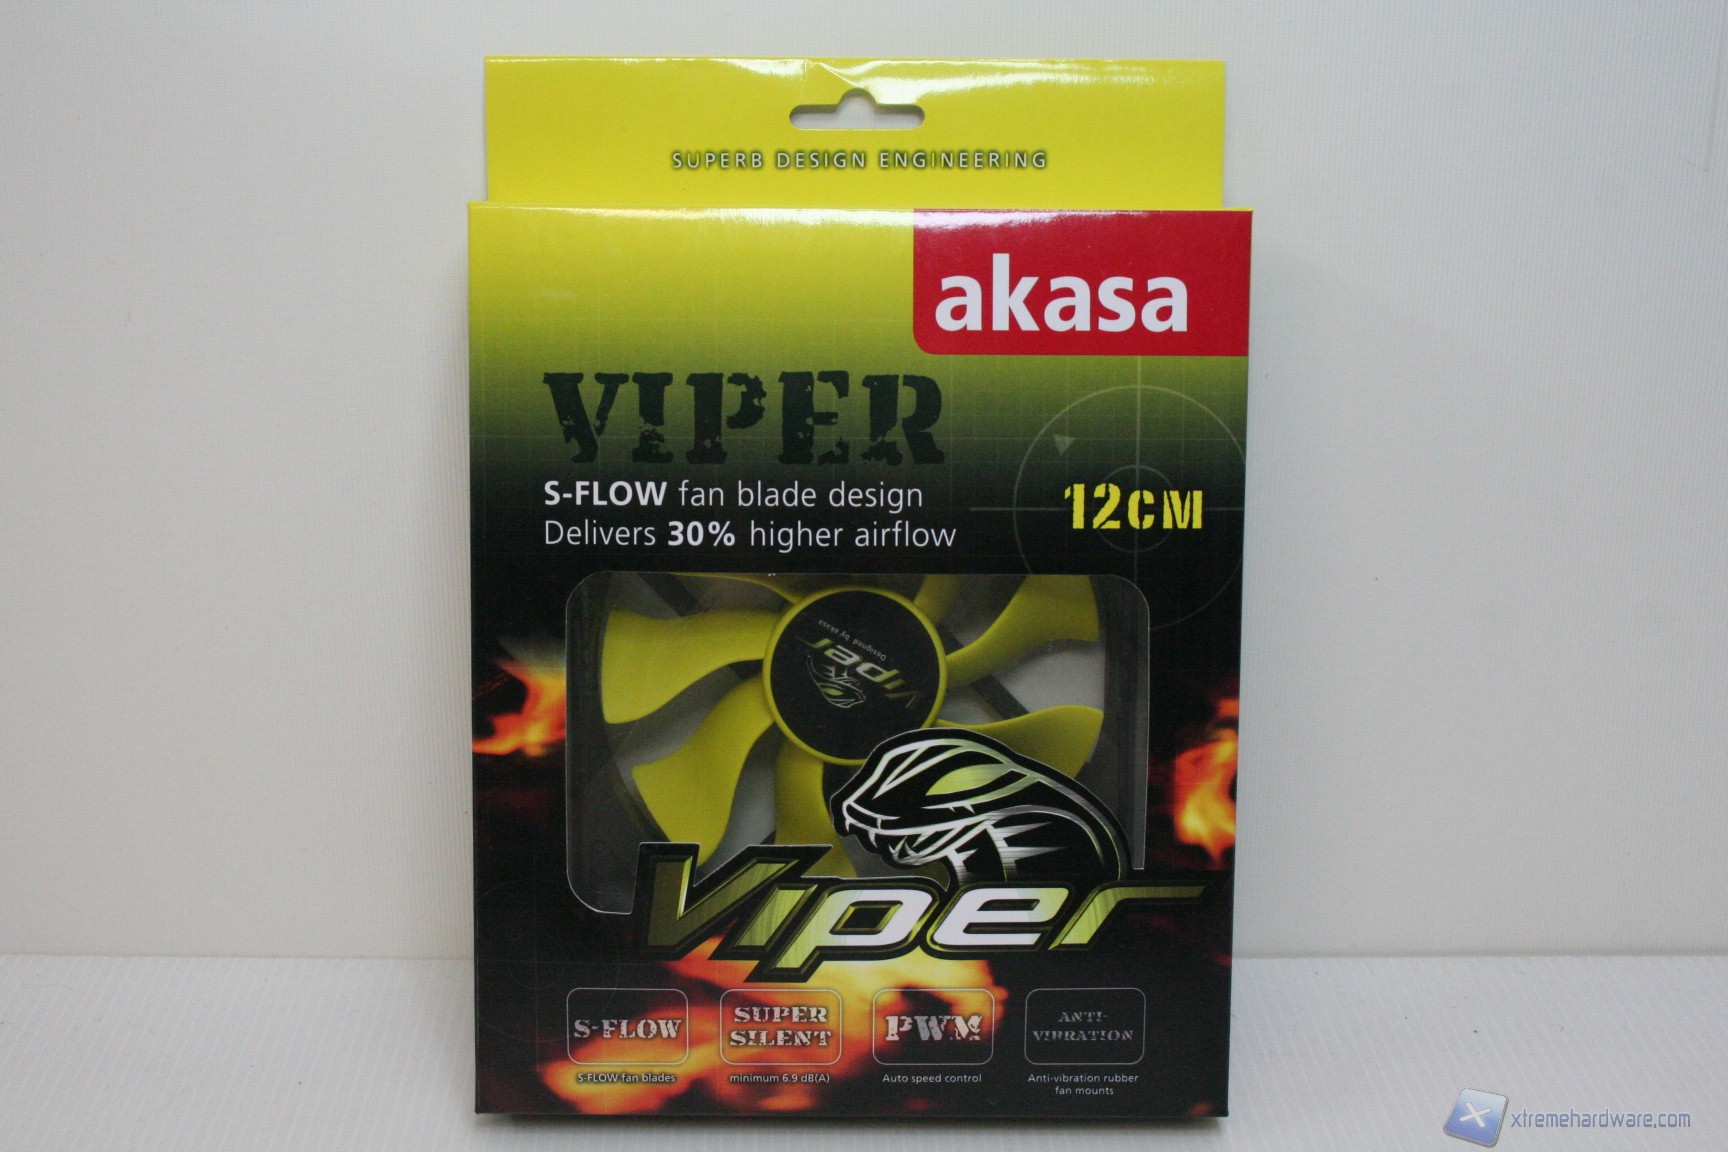 SUPERB DESIGN ENGINEERING
akasa
VIPER
S-FLOW fan blade design
Delivers 30% higher airflow
12CM
Designed by akasa
Viper
Viper
S-FLOW
S-FLOW fan blades
SUPER
SILENT
minimum 6.9 dB(A)
PWM
Auto speed control
ANTI-
VIBRATION
Anti-vibration rubber
fan mounts
xtremehardware.com